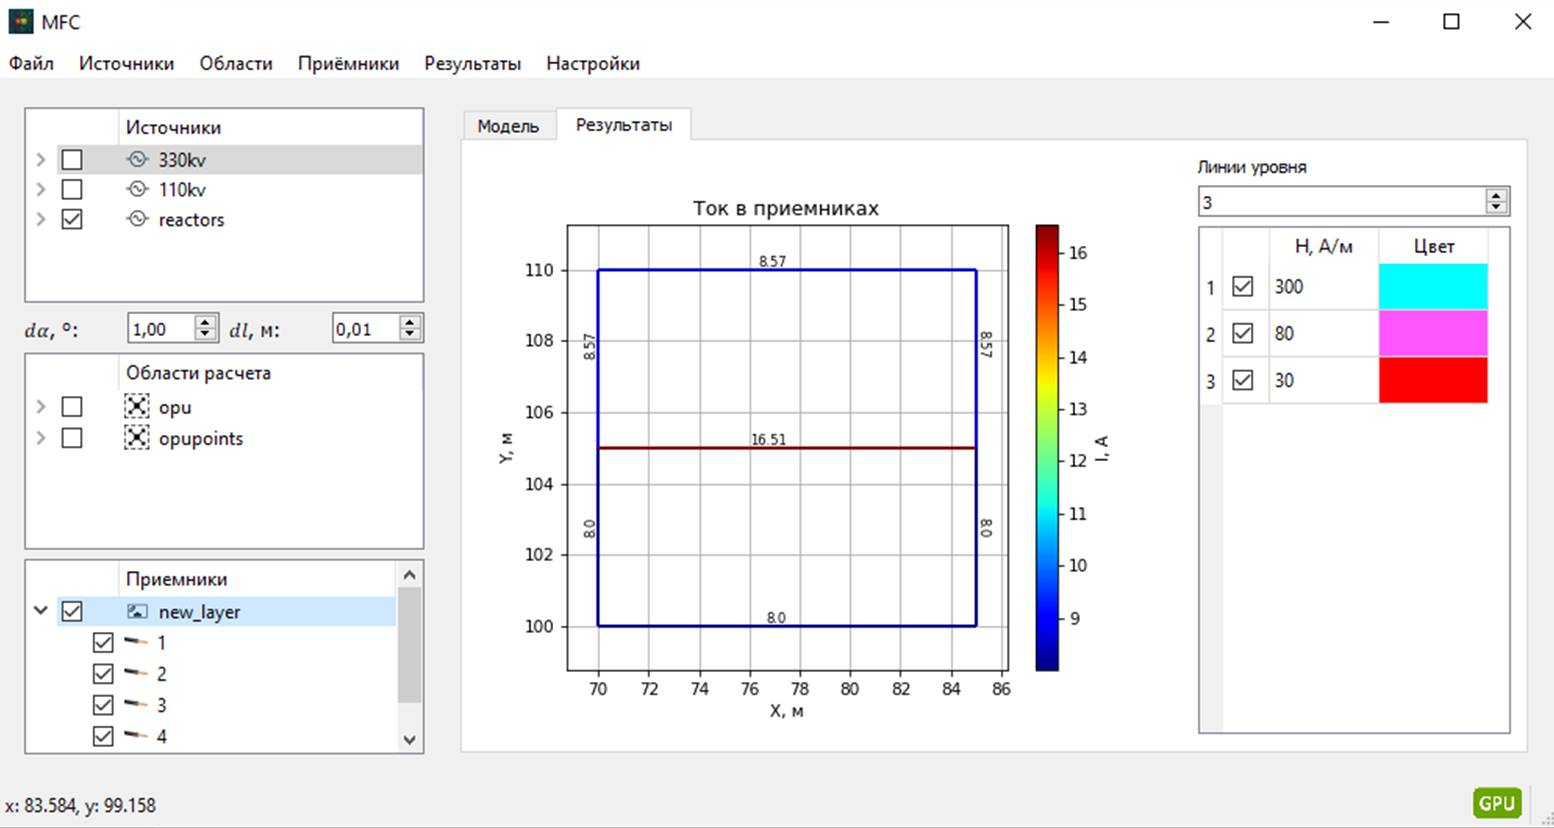 MFC
Файл Источники Области Приёмники Результаты Настройки
Источники
330kv
110kv
reactors
dα, °: 1,00 dl, м: 0,01
Области расчета
opu
opupoints
Приемники
new_layer
1
2
3
4
Модель Результаты
Ток в приемниках
8.57
8.57
8.57
16.51
8.0
8.0
8.0
110
108
106
104
102
100
Y, м
70 72 74 76 78 80 82 84 86
X, м
16
15
14
13
12
11
10
9
I, А
Линии уровня
3
H, А/м Цвет
1 300
2 80
3 30
x: 83.584, y: 99.158
GPU